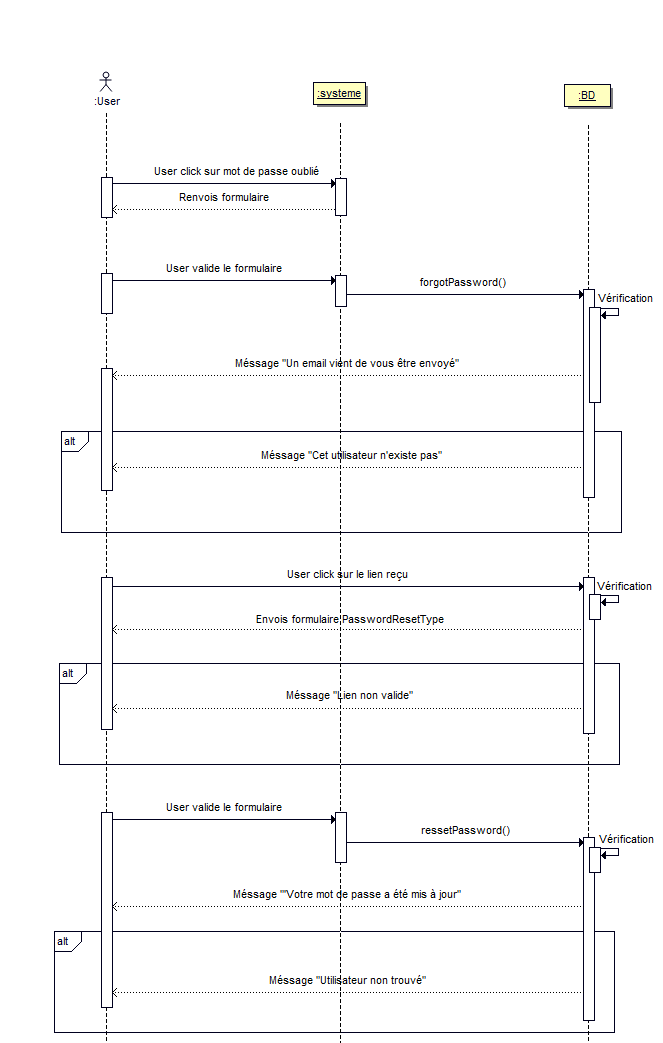 :User
:systeme
:BD
User click sur mot de passe oublié
Renvois formulaire
User valide le formulaire
forgotPassword()
Vérification
Méssage "Un email vient de vous être envoyé"
alt
Méssage "Cet utilisateur n'existe pas"
User click sur le lien reçu
Vérification
Envois formulaire PasswordResetType
alt
Méssage "Lien non valide"
User valide le formulaire
ressetPassword()
Vérification
Méssage ""Votre mot de passe a été mis à jour"
alt
Méssage "Utilisateur non trouvé"